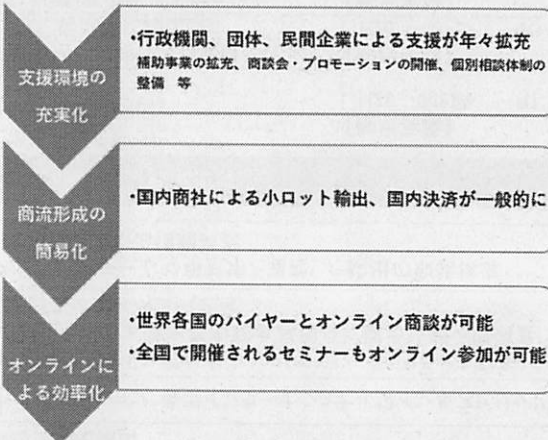 支援環境の
充実化
・行政機関、団体、民間企業による支援が年々拡充
補助事業の拡充、商談会・プロモーションの開催、個別相談体制の
整備　等
商流形成の
簡易化
・国内商社による小ロット輸出、国内決済が一般的に
オンラインに
よる効率化
・世界各国のバイヤーとオンライン商談が可能
・全国で開催されるセミナーもオンライン参加が可能